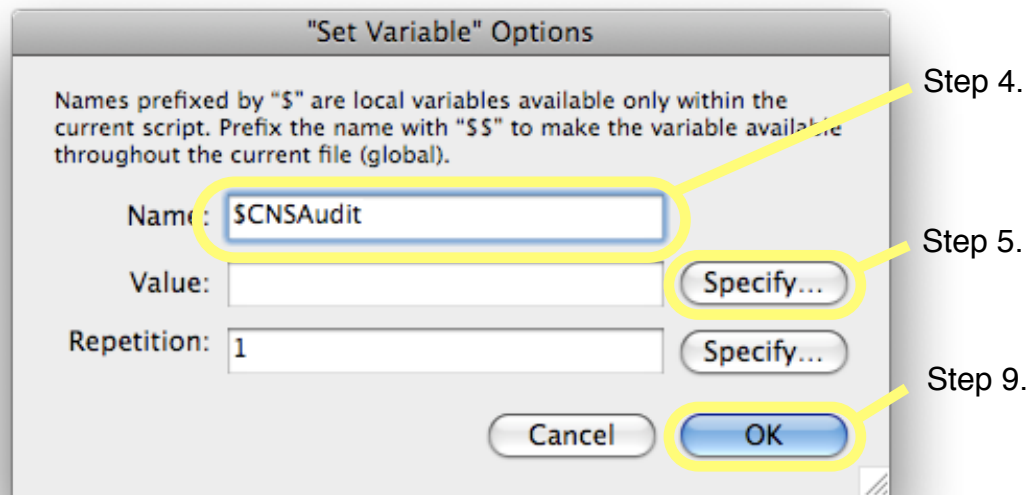 "Set Variable" Options
Step 4.
Names prefixed by “$” are local variables available only within the
current script. Prefix the name with “$$” to make the variable available
throughout the current file (global).
Name: $CNSAudit
Step 5.
Value: Specify...
Repetition: 1 Specify...
Step 9.
Cancel OK